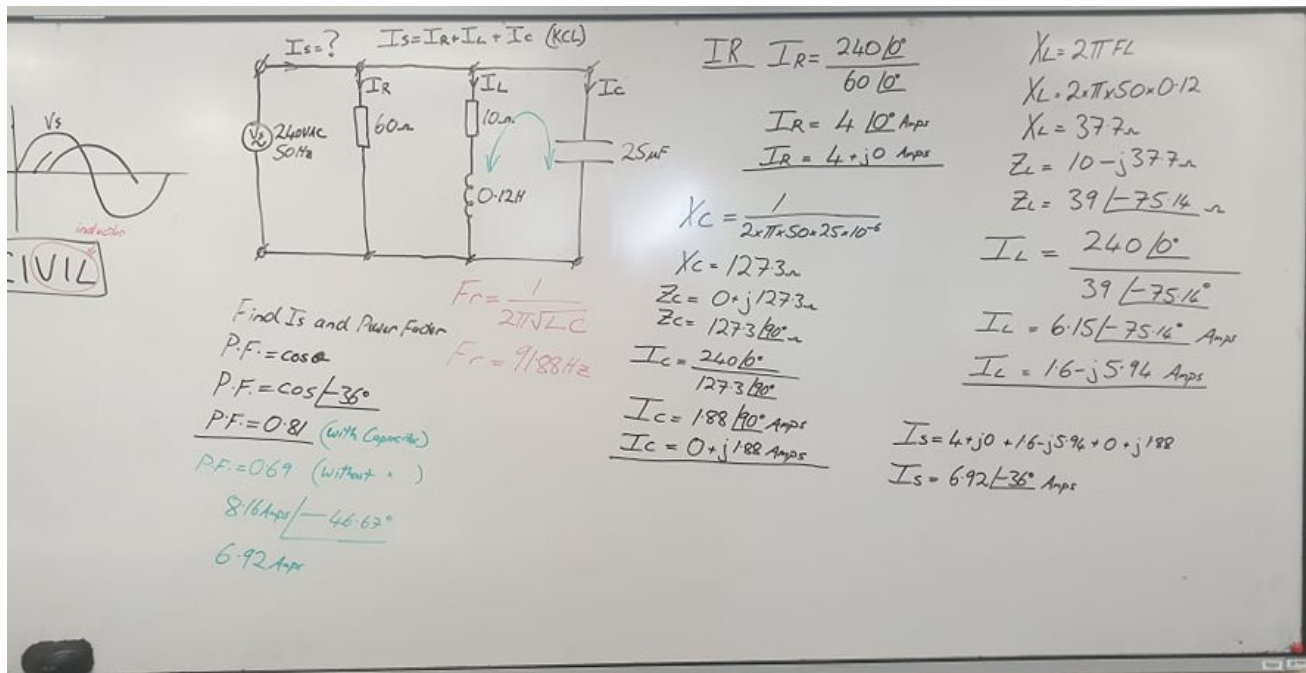 Is=? Is=IR+IL+Ic (KCL)
IR
IL
Ic
Vs
240VAC
50Hz
60Ω
10Ω
0.12H
25μF
Vs
inductor
CIVIL
Find Is and Power Factor
P.F.=cosθ
P.F.=cos∠-36°
P.F.=0.81 (with Capacitor)
P.F.=0.69 (without " )
8.16Amps∠-46.67°
6.92Amps
Fr=1/2π√LC
Fr=91.88Hz
IR IR=240∠0°/60∠0°
IR=4∠0° Amps
IR=4+j0 Amps
Xc=1/2×π×50×25×10⁻⁶
Xc=127.3Ω
Zc=0+j127.3Ω
Zc=127.3∠90°Ω
Ic=240∠0°/127.3∠90°
Ic=1.88∠90° Amps
Ic=0+j1.88 Amps
XL=2πFL
XL=2×π×50×0.12
XL=37.7Ω
ZL=10-j37.7Ω
ZL=39∠-75.14Ω
IL=240∠0°/39∠-75.14°
IL=6.15∠-75.14° Amps
IL=1.6-j5.94 Amps
Is=4+j0+1.6-j5.94+0+j1.88
Is=6.92∠-36° Amps